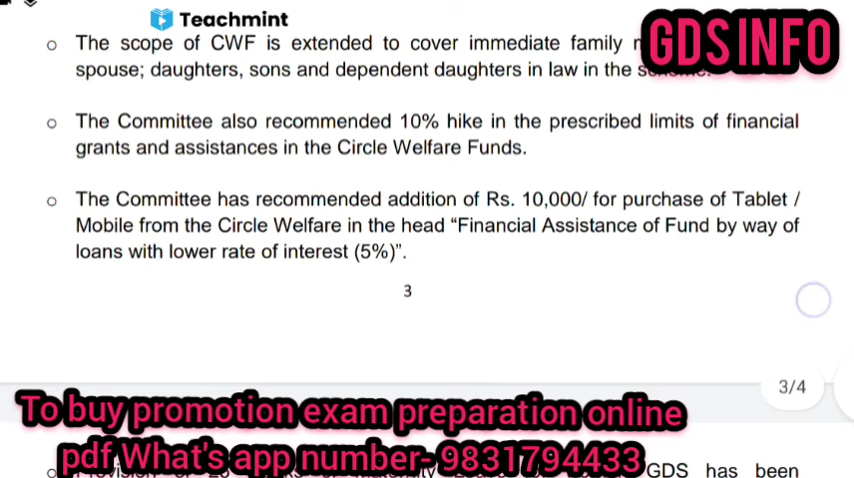 Teachmint
GDS INFO
o The scope of CWF is extended to cover immediate family
spouse; daughters, sons and dependent daughters in law in the
o The Committee also recommended 10% hike in the prescribed limits of financial
grants and assistances in the Circle Welfare Funds.
o The Committee has recommended addition of Rs. 10,000/ for purchase of Tablet /
Mobile from the Circle Welfare in the head “Financial Assistance of Fund by way of
loans with lower rate of interest (5%)”.
3
3/4
To buy promotion exam preparation online
pdf What's app number- 9831794433
GDS has been